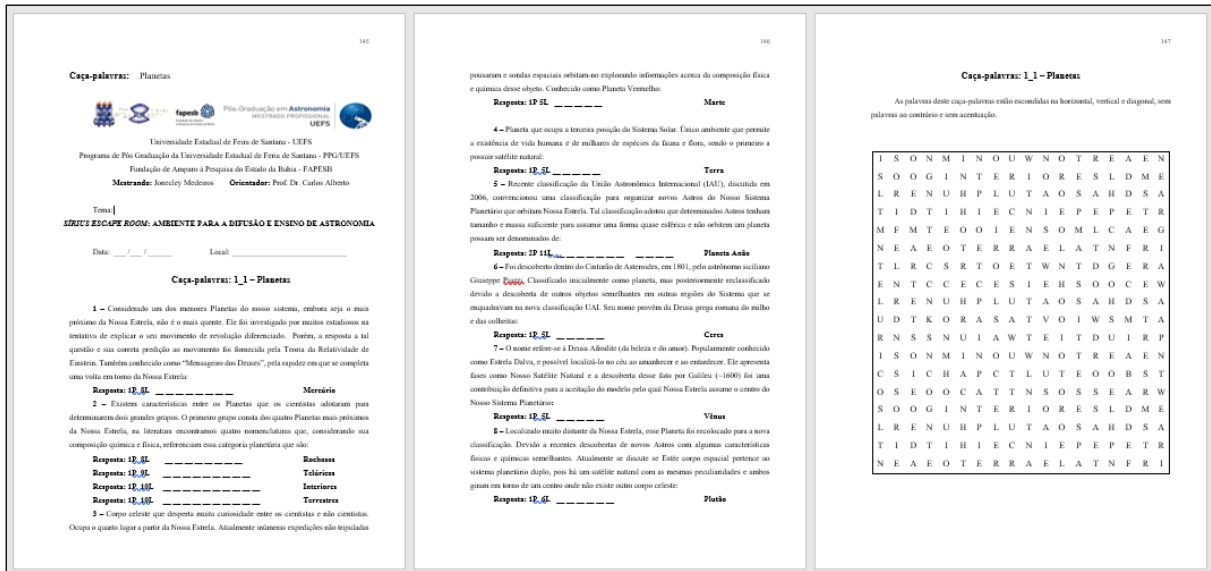 145
Caça-palavras: Planetas
fapesb
Pós-Graduação em Astronomia
MESTRADO PROFISSIONAL
UEFS
Universidade Estadual de Feira de Santana - UEFS
Programa de Pós Graduação da Universidade Estadual de Feria de Santana - PPG/UEFS
Fundação de Amparo à Pesquisa do Estado da Bahia - FAPESB
Mestrando: Joneeley Medeiros Orientador: Prof. Dr. Carlos Alberto
Tema:
SÍRIUS ESCAPE ROOM: AMBIENTE PARA A DIFUSÃO E ENSINO DE ASTRONOMIA
Data: ___ /___ / ______ Local: ____________________________
Caça-palavras: 1_1 – Planetas
1 – Considerado um dos menores Planetas do nosso sistema, embora seja o mais
próximo da Nossa Estrela, não é o mais quente. Ele foi investigado por muitos estudiosos na
tentativa de explicar o seu movimento de revolução diferenciado. Porém, a resposta a tal
questão e sua correta predição ao movimento foi fornecida pela Teoria da Relatividade de
Einstein. Também conhecido como “Mensageiro dos Deuses”, pela rapidez em que se completa
uma volta em torno da Nossa Estrela:
Resposta: 1P 8L _ _ _ _ _ _ _ _ Mercúrio
2 – Existem características entre os Planetas que os cientistas adotaram para
determinarem dois grandes grupos. O primeiro grupo consta dos quatro Planetas mais próximos
da Nossa Estrela, na literatura encontramos quatro nomenclaturas que, considerando sua
composição química e física, referenciam essa categoria planetária que são:
Resposta: 1P 8L _ _ _ _ _ _ _ _ Rochosos
Resposta: 1P 9L _ _ _ _ _ _ _ _ _ Telúricos
Resposta: 1P 10L _ _ _ _ _ _ _ _ _ _ Interiores
Resposta: 1P 10L _ _ _ _ _ _ _ _ _ _ Terrestres
3 – Corpo celeste que desperta muita curiosidade entre os cientistas e não cientistas.
Ocupa o quarto lugar a partir da Nossa Estrela. Atualmente inúmeras expedições não tripuladas
146
pousaram e sondas espaciais orbitam-no explorando informações acerca da composição física
e química desse objeto. Conhecido como Planeta Vermelho:
Resposta: 1P 5L _ _ _ _ _ Marte
4 – Planeta que ocupa a terceira posição do Sistema Solar. Único ambiente que permite
a existência de vida humana e de milhares de espécies da fauna e flora, sendo o primeiro a
possuir satélite natural:
Resposta: 1P 5L _ _ _ _ _ Terra
5 – Recente classificação da União Astronômica Internacional (IAU), discutida em
2006, convencionou uma classificação para organizar novos Astros do Nosso Sistema
Planetário que orbitam Nossa Estrela. Tal classificação adotou que determinados Astros tenham
tamanho e massa suficiente para assumir uma forma quase esférica e não orbitem um planeta
possam ser denominados de:
Resposta: 2P 11L _ _ _ _ _ _ _ _ _ _ _ Planeta Anão
6 – Foi descoberto dentro do Cinturão de Asteroides, em 1801, pelo astrônomo siciliano
Giuseppe Piazzi. Classificado inicialmente como planeta, mas posteriormente reclassificado
devido a descoberta de outros objetos semelhantes em outras regiões do Sistema que se
enquadravam na nova classificação UAI. Seu nome provém da Drusa grega romana do milho
e das colheitas:
Resposta: 1P 5L _ _ _ _ _ Ceres
7 – O nome refere-se à Drusa Afrodite (da beleza e do amor). Popularmente conhecido
como Estrela Dalva, e possível localizá-lo no céu ao amanhecer e ao entardecer. Ele apresenta
fases como Nosso Satélite Natural e a descoberta desse fato por Galileu (~1600) foi uma
contribuição definitiva para a aceitação do modelo pelo qual Nossa Estrela assume o centro do
Nosso Sistema Planetário:
Resposta: 1P 5L _ _ _ _ _ Vênus
8 – Localizado muito distante da Nossa Estrela, esse Planeta foi recolocado para a nova
classificação. Devido a recentes descobertas de novos Astros com algumas características
físicas e químicas semelhantes. Atualmente se discute se Estée corpo espacial pertence ao
sistema planetário duplo, pois há um satélite natural com as mesmas peculiaridades e ambos
giram em torno de um centro onde não existe outro corpo celeste:
Resposta: 1P 6L _ _ _ _ _ _ Plutão
147
Caça-palavras: 1_1 – Planetas
As palavras deste caça-palavras estão escondidas na horizontal, vertical e diagonal, sem
palavras ao contrário e sem acentuação.
I S O N M I N O U W N O T R E A E N
S O O G I N T E R I O R E S L D M E
L R E N U H P L U T A O S A H D S A
T I D T I H I E C N I E P E P E T R
M F M T E O O I E N S O M L C A E G
N E A E O T E R R A E L A T N F R I
T L R C S R T O E T W N T D G E R A
E N T C C E C E S I E H S O O C E W
L R E N U H P L U T A O S A H D S A
U D T K O R A S A T V O I W S M T A
R N S S N U I A W T E I T D U I R P
I S O N M I N O U W N O T R E A E N
C S I C H A P C T L U T E O O B S T
O S E O O C A T T N S O S S E A R W
S O O G I N T E R I O R E S L D M E
L R E N U H P L U T A O S A H D S A
T I D T I H I E C N I E P E P E T R
N E A E O T E R R A E L A T N F R I